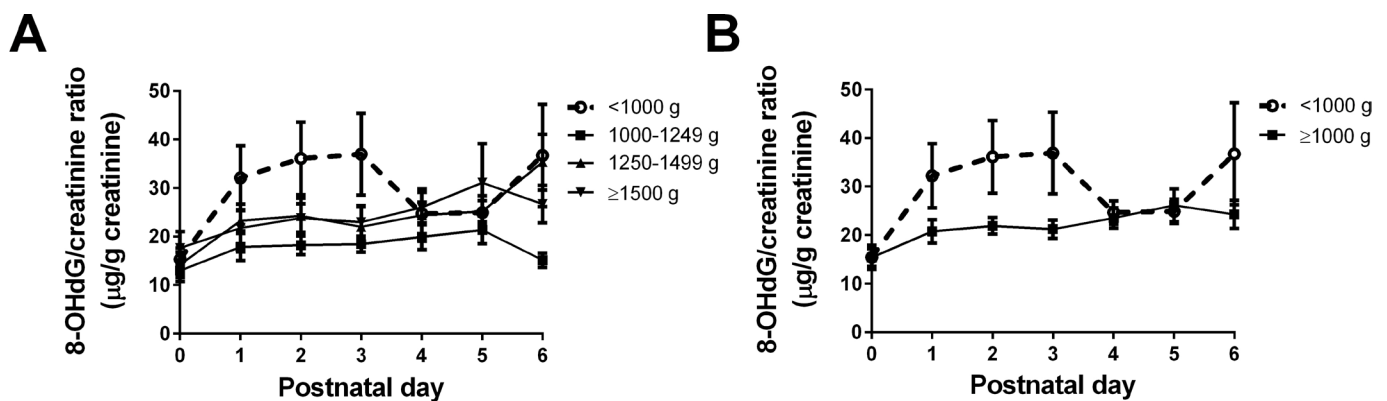 A
8-OHdG/creatinine ratio
(μg/g creatinine)
50
40
30
20
10
0
0 1 2 3 4 5 6
Postnatal day
<1000 g
1000-1249 g
1250-1499 g
≥1500 g
B
8-OHdG/creatinine ratio
(μg/g creatinine)
50
40
30
20
10
0
0 1 2 3 4 5 6
Postnatal day
<1000 g
≥1000 g